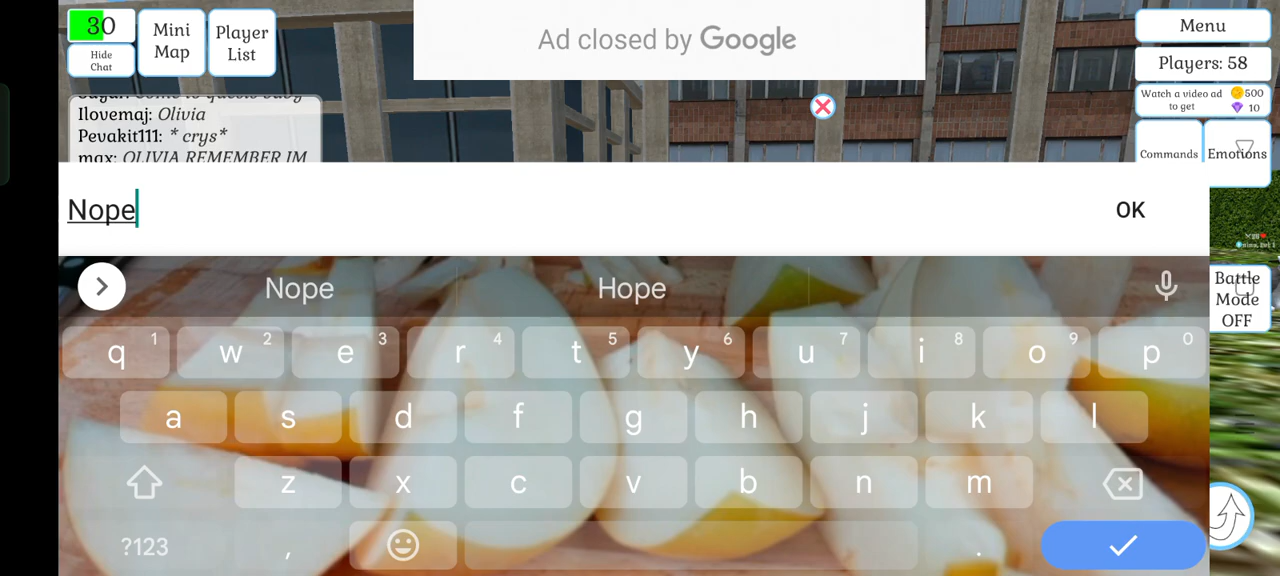 30
Hide
Chat
Mini
Map
Player
List
Ad closed by Google
Menu
Players: 58
Watch a video ad
to get
500
10
Commands
Emotions
Ilovemaj: Olivia
Pevakit111: * crys*
max: OLIVIA REMEMBER IM
Nope
OK
Battle
Mode
OFF
Nope
Hope
q 1 w 2 e 3 r 4 t 5 y 6 u 7 i 8 o 9 p 0
a s d f g h j k l
z x c v b n m
?123 , .